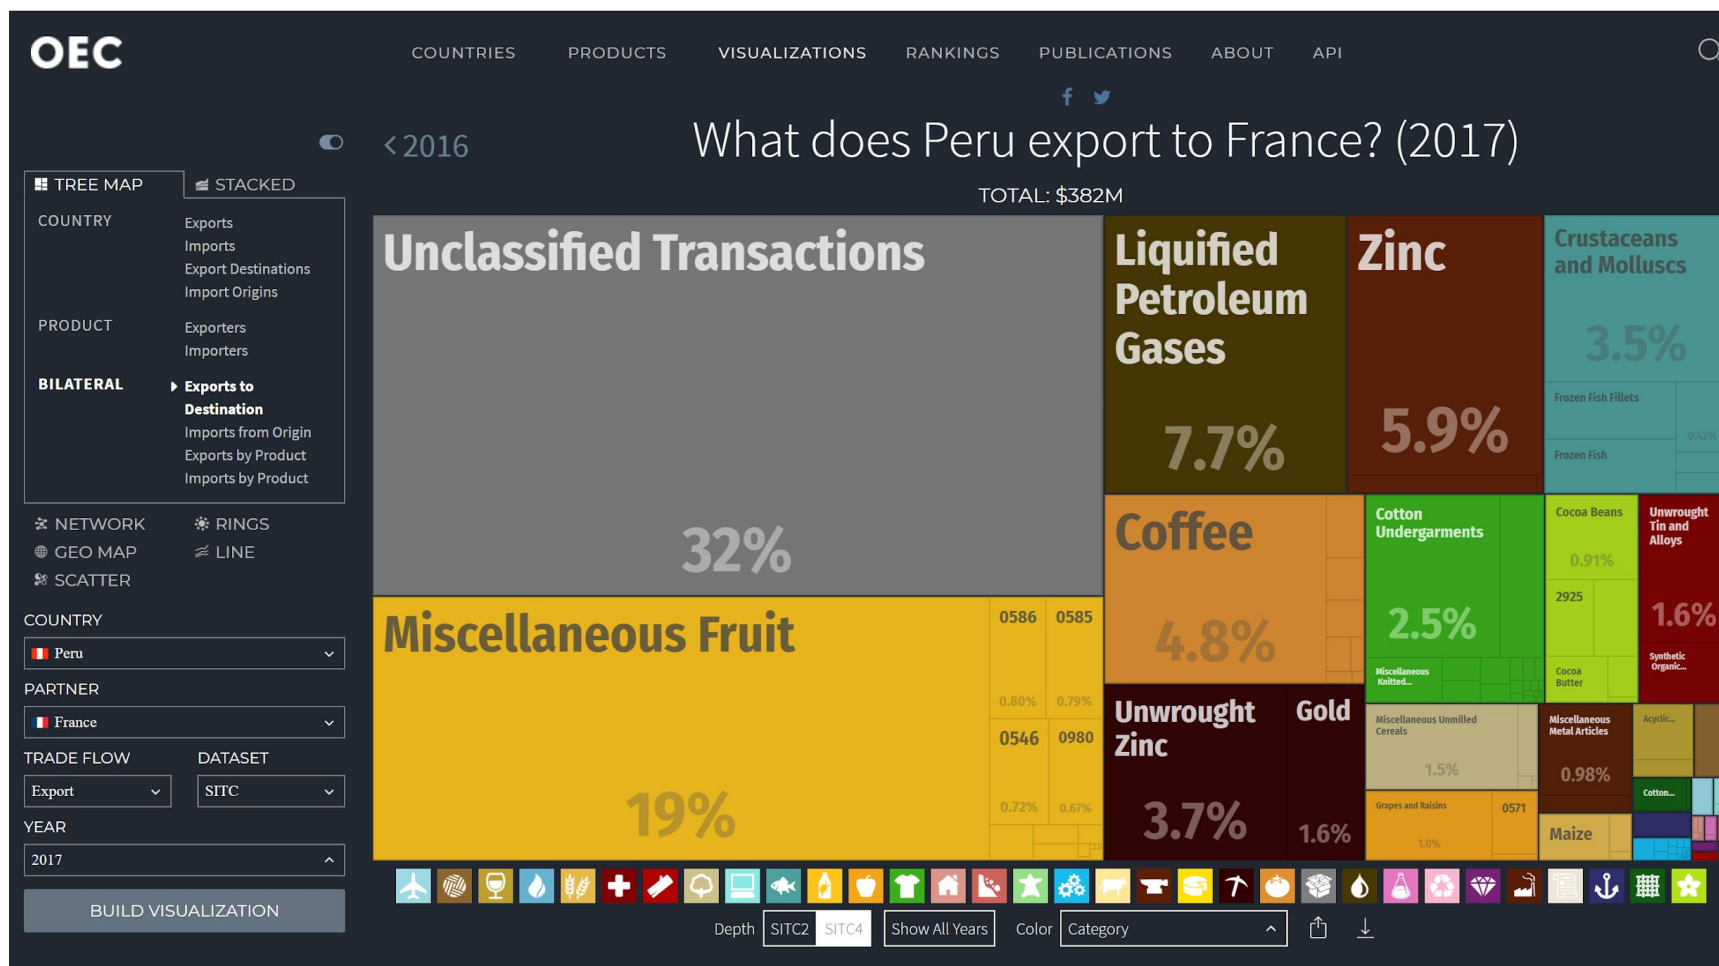 OEC
COUNTRIES
PRODUCTS
VISUALIZATIONS
RANKINGS
PUBLICATIONS
ABOUT
API
< 2016
What does Peru export to France? (2017)
TOTAL: $382M
TREE MAP
STACKED
COUNTRY
Exports
Imports
Export Destinations
Import Origins
PRODUCT
Exporters
Importers
BILATERAL
Exports to
Destination
Imports from Origin
Exports by Product
Imports by Product
NETWORK
RINGS
GEO MAP
LINE
SCATTER
COUNTRY
Peru
PARTNER
France
TRADE FLOW
DATASET
Export
SITC
YEAR
2017
BUILD VISUALIZATION
Unclassified Transactions
32%
Miscellaneous Fruit
19%
0586
0.80%
0585
0.79%
0546
0.72%
0980
0.67%
Liquified
Petroleum
Gases
7.7%
Zinc
5.9%
Crustaceans
and Molluscs
3.5%
Frozen Fish Fillets
0.42%
Frozen Fish
Coffee
4.8%
Unwrought
Zinc
3.7%
Gold
1.6%
Cotton
Undergarments
2.5%
Miscellaneous
Knitted...
Cocoa Beans
0.91%
2925
Cocoa
Butter
Unwrought
Tin and
Alloys
1.6%
Synthetic
Organic...
Miscellaneous Unmilled
Cereals
1.5%
Grapes and Raisins
1.0%
0571
Miscellaneous
Metal Articles
0.98%
Maize
Acyclic...
Cotton...
Depth
SITC2
SITC4
Show All Years
Color
Category